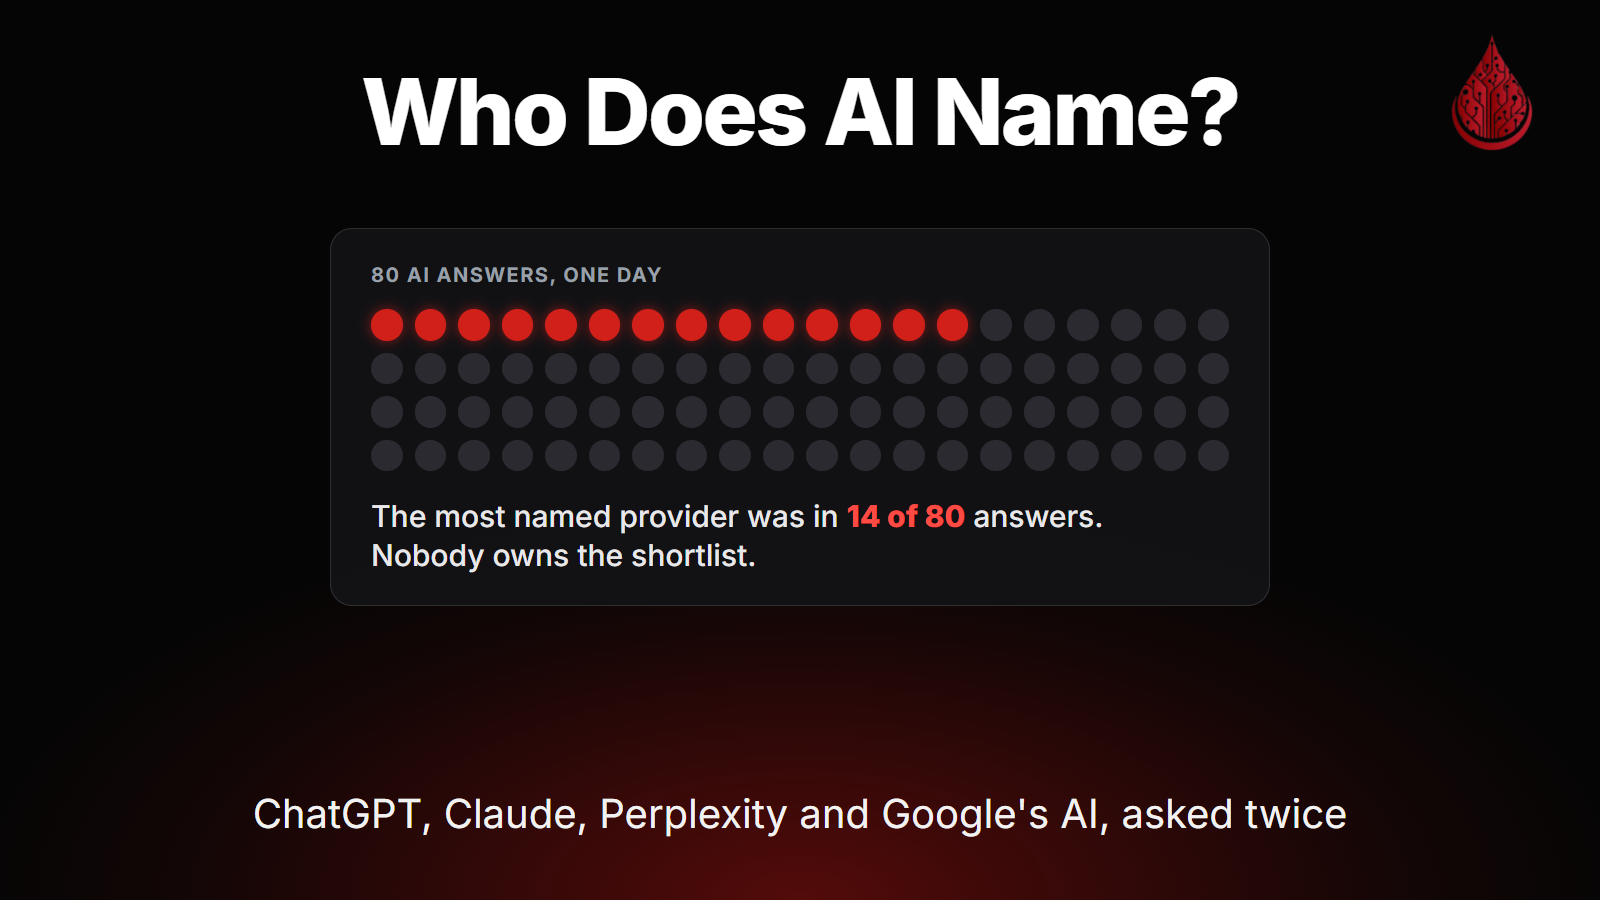 Who Does AI Name?
80 AI ANSWERS, ONE DAY
The most named provider was in 14 of 80 answers.
Nobody owns the shortlist.
ChatGPT, Claude, Perplexity and Google's AI, asked twice